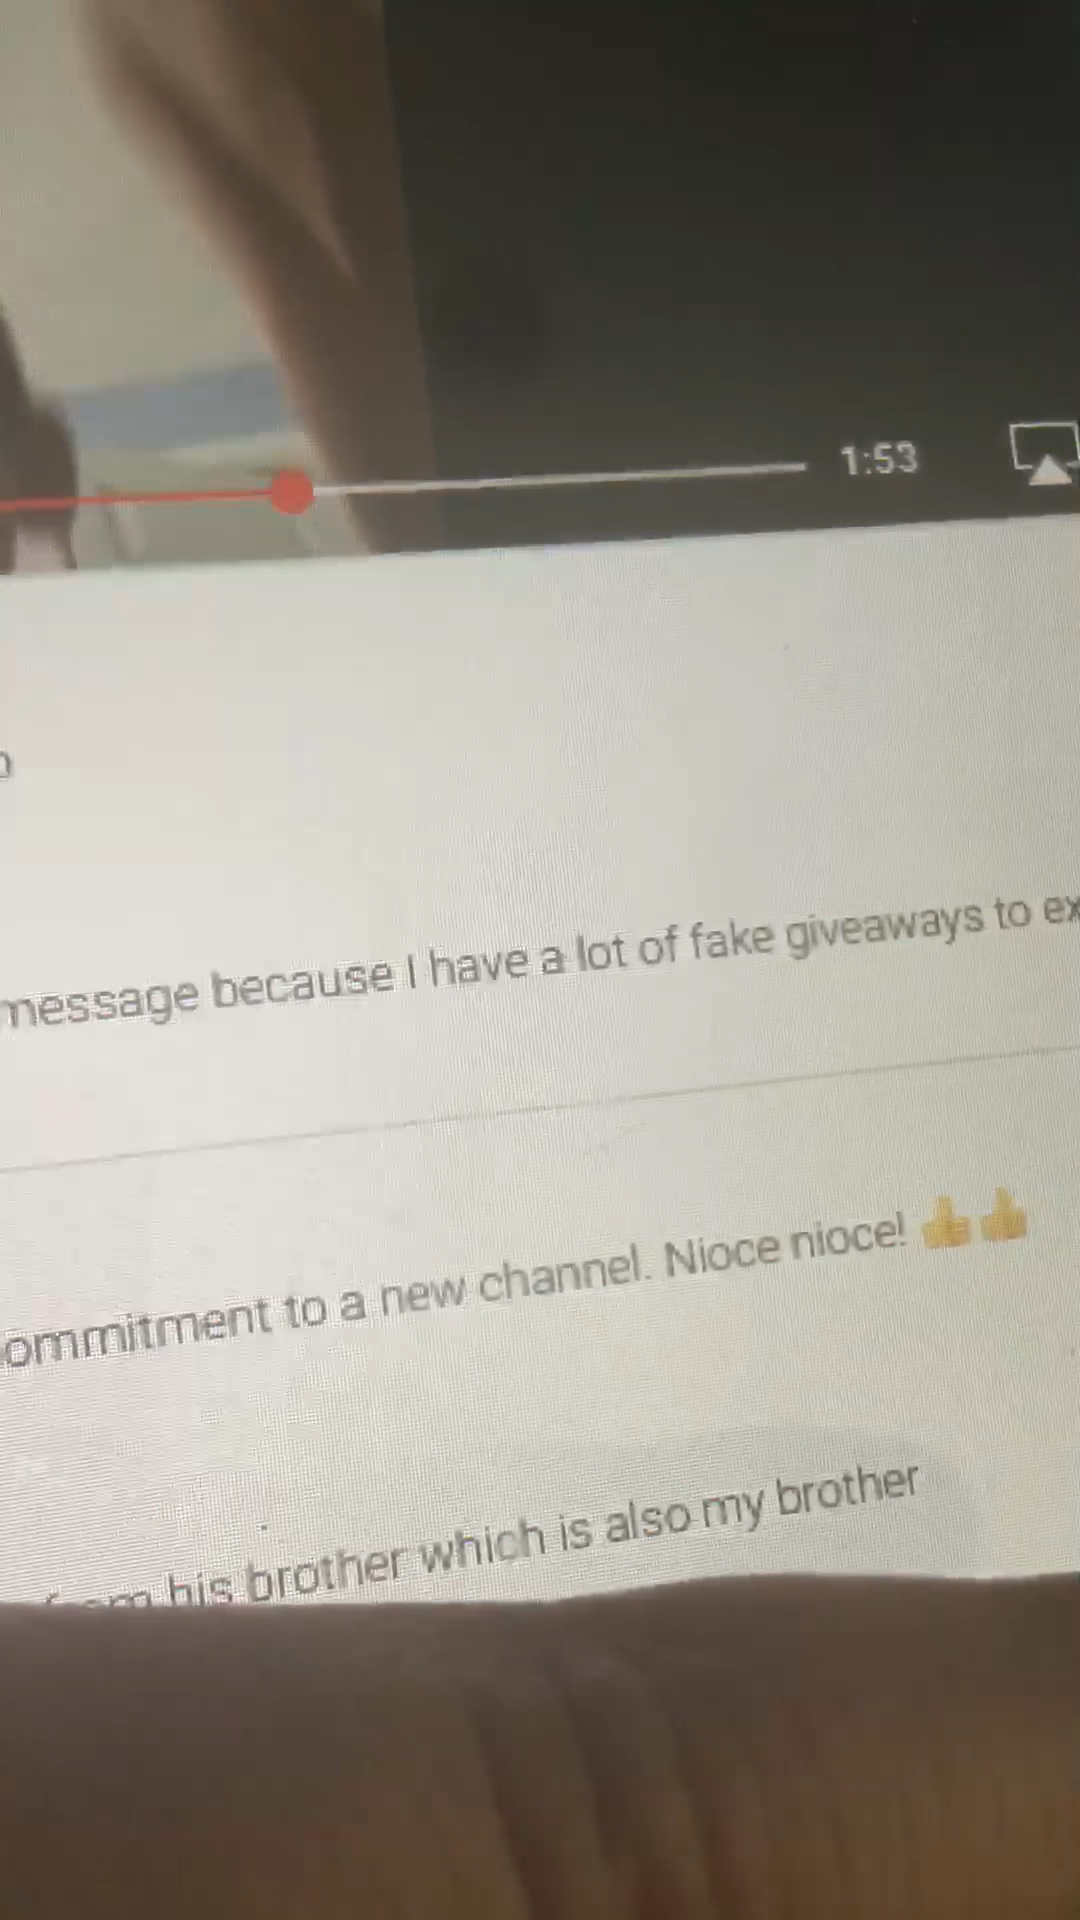 1:53
message because I have a lot of fake giveaways to ex
ommitment to a new channel. Nioce nioce! 👍👍
his brother which is also my brother